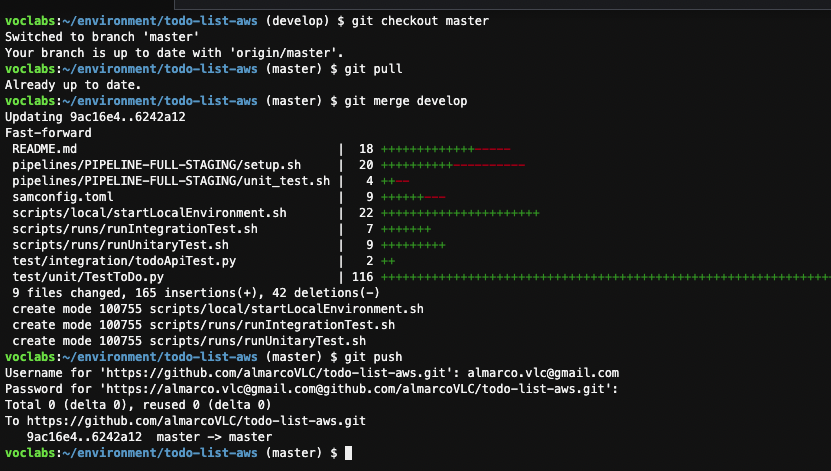 voclabs:~/environment/todo-list-aws (develop) $ git checkout master
Switched to branch 'master'
Your branch is up to date with 'origin/master'.
voclabs:~/environment/todo-list-aws (master) $ git pull
Already up to date.
voclabs:~/environment/todo-list-aws (master) $ git merge develop
Updating 9ac16e4..6242a12
Fast-forward
 README.md                                |  18 +++++++++++++-----
 pipelines/PIPELINE-FULL-STAGING/setup.sh     |  20 ++++++++++----------
 pipelines/PIPELINE-FULL-STAGING/unit_test.sh |   4 ++--
 samconfig.toml                           |   9 ++++++---
 scripts/local/startLocalEnvironment.sh       |  22 ++++++++++++++++++++++
 scripts/runs/runIntegrationTest.sh           |   7 +++++++
 scripts/runs/runUnitaryTest.sh               |   9 +++++++++
 test/integration/todoApiTest.py              |   2 ++
 test/unit/TestToDo.py                        | 116 ++++++++++++++++++++++++++++++++++++++++++++++++++++++++++++++
 9 files changed, 165 insertions(+), 42 deletions(-)
 create mode 100755 scripts/local/startLocalEnvironment.sh
 create mode 100755 scripts/runs/runIntegrationTest.sh
 create mode 100755 scripts/runs/runUnitaryTest.sh
voclabs:~/environment/todo-list-aws (master) $ git push
Username for 'https://github.com/almarcoVLC/todo-list-aws.git': almarco.vlc@gmail.com
Password for 'https://almarco.vlc@gmail.com@github.com/almarcoVLC/todo-list-aws.git':
Total 0 (delta 0), reused 0 (delta 0)
To https://github.com/almarcoVLC/todo-list-aws.git
   9ac16e4..6242a12  master -> master
voclabs:~/environment/todo-list-aws (master) $